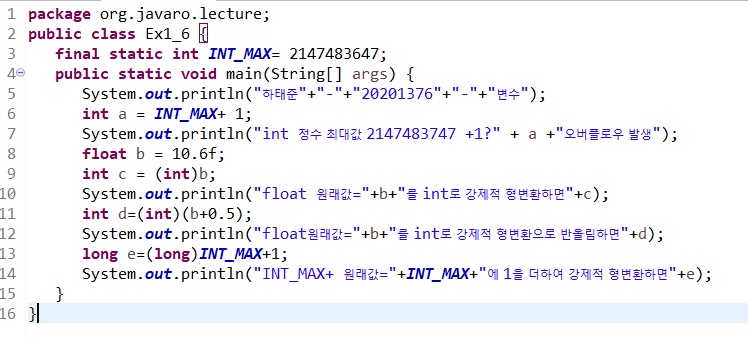 1 package org.javaro.lecture;
2 public class Ex1_6 {
3 final static int INT_MAX= 2147483647;
4 public static void main(String[] args) {
5 System.out.println("하태준"+"-"+"20201376"+"-"+"변수");
6 int a = INT_MAX+ 1;
7 System.out.println("int 정수 최대값 2147483747 +1?" + a +"오버플로우 발생");
8 float b = 10.6f;
9 int c = (int)b;
10 System.out.println("float 원래값="+b+"를 int로 강제적 형변환하면"+c);
11 int d=(int)(b+0.5);
12 System.out.println("float원래값="+b+"를 int로 강제적 형변환으로 반올림하면"+d);
13 long e=(long)INT_MAX+1;
14 System.out.println("INT_MAX+ 원래값="+INT_MAX+"에 1을 더하여 강제적 형변환하면"+e);
15 }
16 }